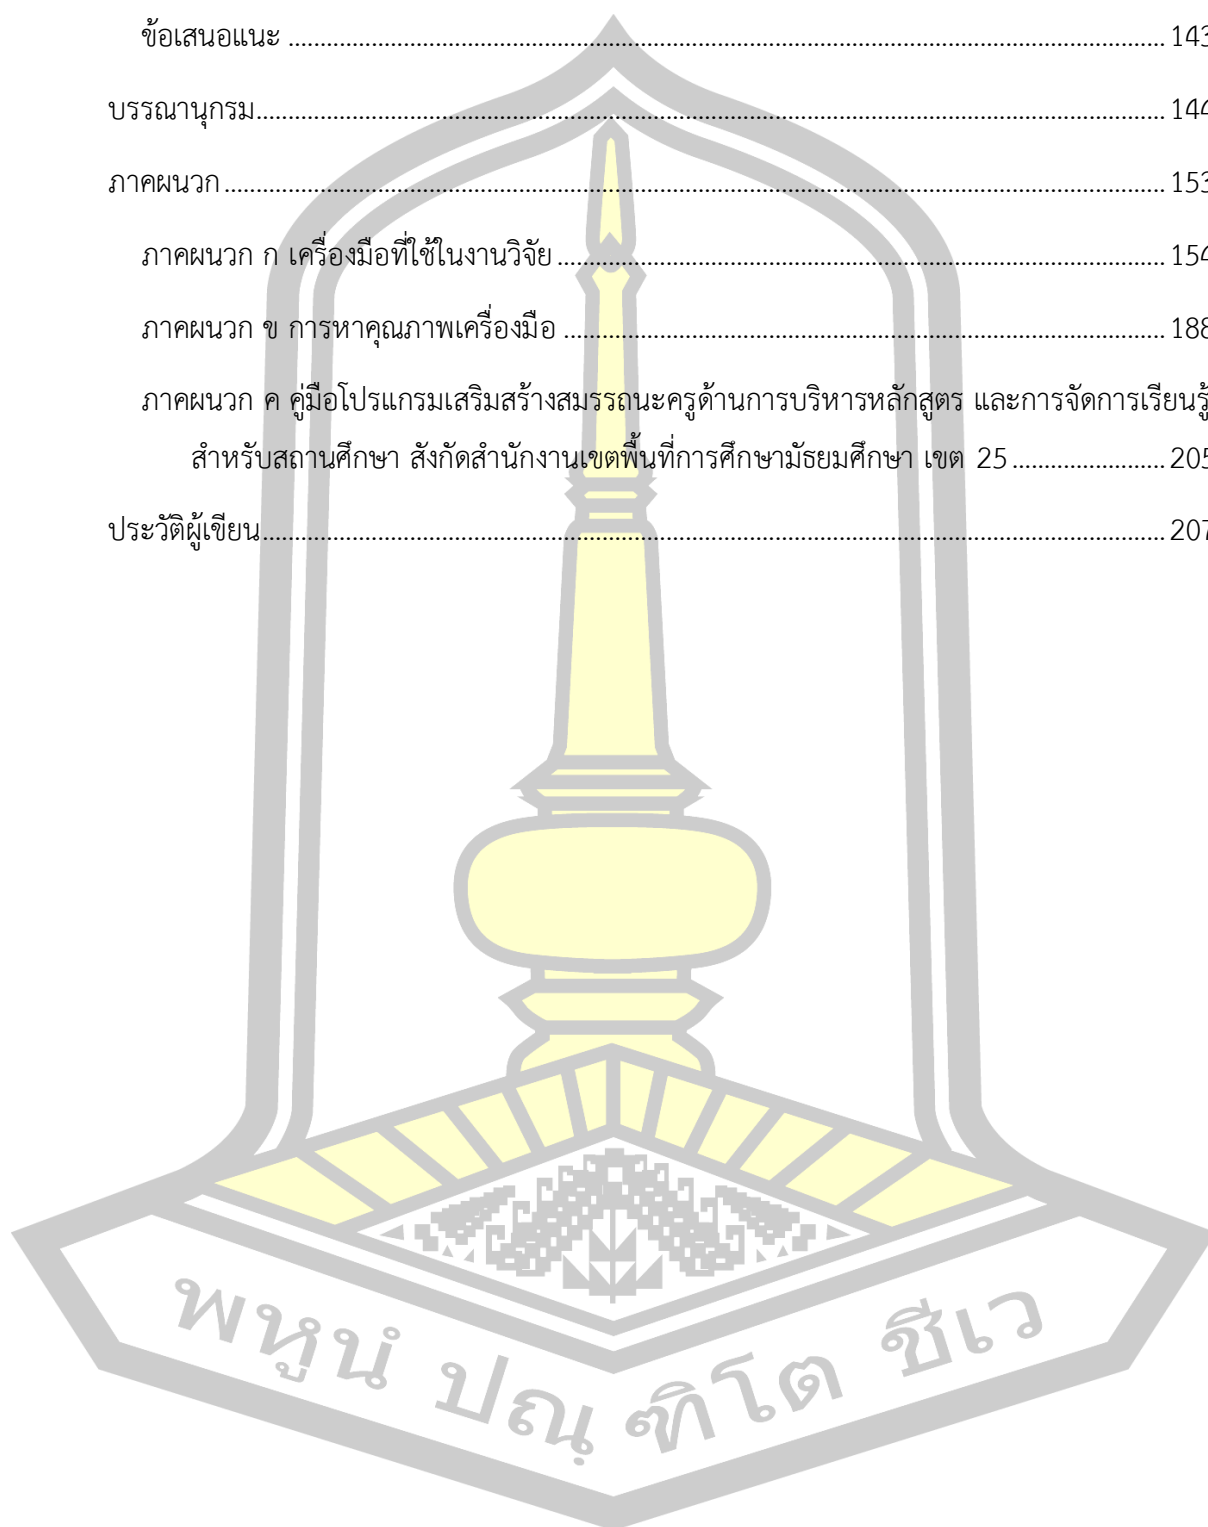 ข้อเสนอแนะ ........................................................................ 143
บรรณานุกรม........................................................................ 144
ภาคผนวก ........................................................................ 153
ภาคผนวก ก เครื่องมือที่ใช้ในงานวิจัย ........................................................................ 154
ภาคผนวก ข การหาคุณภาพเครื่องมือ ........................................................................ 188
ภาคผนวก ค คู่มือโปรแกรมเสริมสร้างสมรรถนะครูด้านการบริหารหลักสูตร และการจัดการเรียนรู้
สำหรับสถานศึกษา สังกัดสำนักงานเขตพื้นที่การศึกษามัธยมศึกษา เขต 25 ........................ 205
ประวัติผู้เขียน........................................................................ 207
พหูนํ ปณฺฑิโต ชีเว